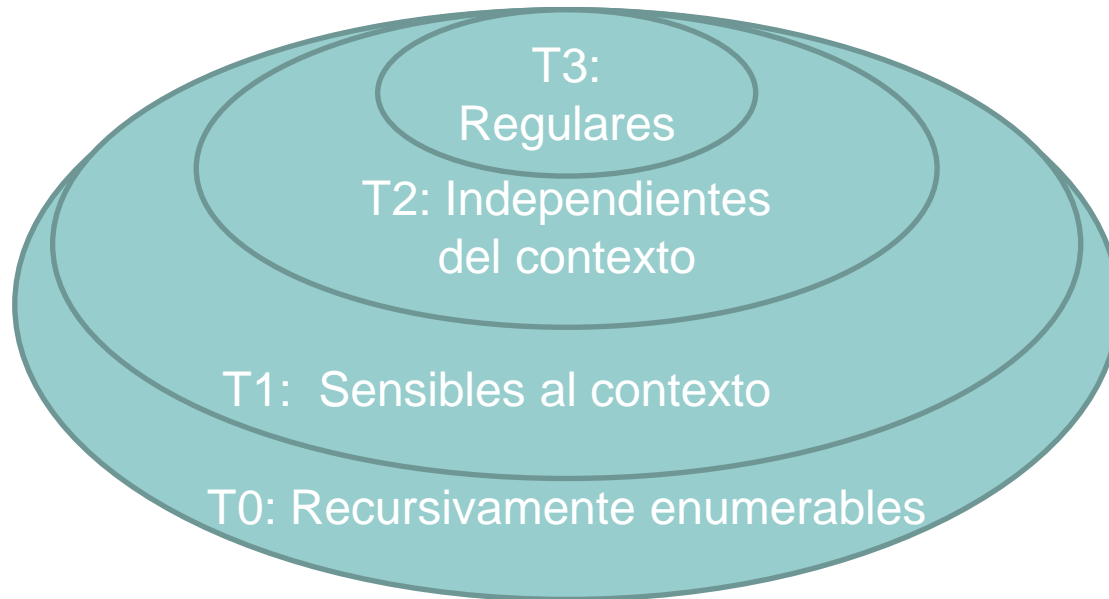 T3:
Regulares
T2: Independientes
del contexto
T1:  Sensibles al contexto
T0: Recursivamente enumerables